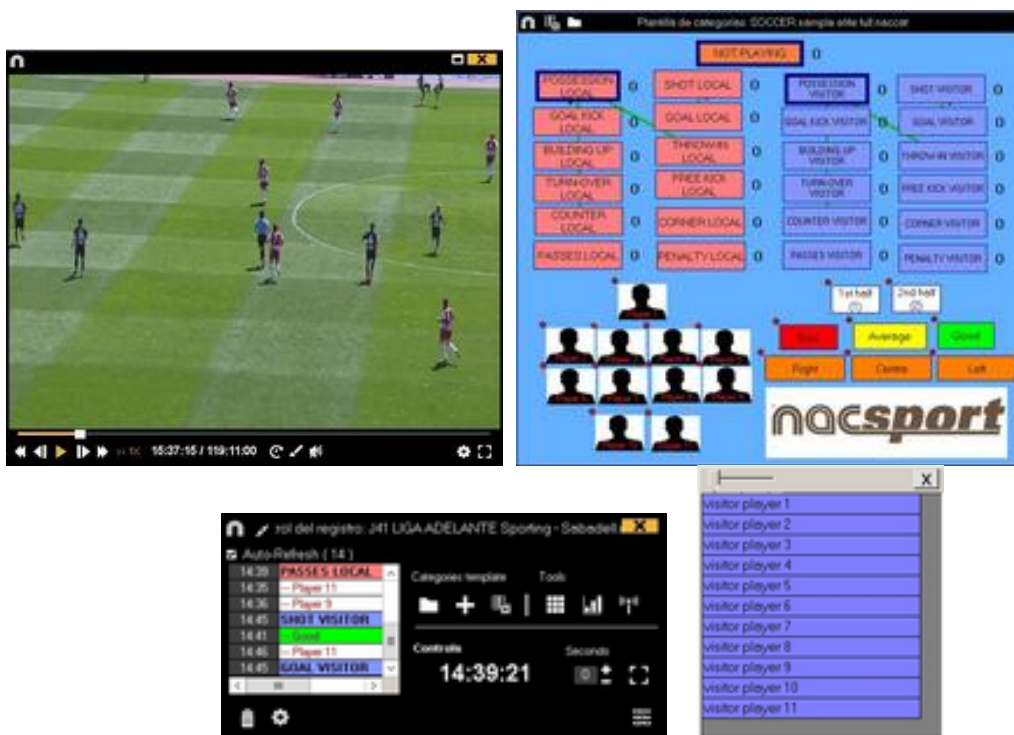 15:37:15 / 119:11:00
Plantilla de categorias: SOCCER sample elite full naccer
NOT PLAYING 0
POSSESSION LOCAL 0 SHOT LOCAL 0 POSSESSION VISITOR 0 SHOT VISITOR 0
GOAL KICK LOCAL 0 GOAL LOCAL 0 GOAL KICK VISITOR 0 GOAL VISITOR 0
BUILDING UP LOCAL 0 THROW-IN LOCAL 0 BUILDING UP VISITOR 0 THROW-IN VISITOR 0
TURN-OVER LOCAL 0 FREE KICK LOCAL 0 TURN-OVER VISITOR 0 FREE KICK VISITOR 0
COUNTER LOCAL 0 CORNER LOCAL 0 COUNTER VISITOR 0 CORNER VISITOR 0
PASSES LOCAL 0 PENALTY LOCAL 0 PASSES VISITOR 0 PENALTY VISITOR 0
1st half 2nd half
Average Good
Right Centre Left
nacsport
rol del registro: J41 LIGA ADELANTE Sporting - Sabadell
Auto-Refresh ( 14 )
14:39 PASSES LOCAL
14:35 -- Player 11
14:36 -- Player 9
14:45 SHOT VISITOR
14:41 -- Good
14:46 -- Player 11
14:45 GOAL VISITOR
Categories template Tools
Controls Seconds
14:39:21 0
X
visitor player 1
visitor player 2
visitor player 3
visitor player 4
visitor player 5
visitor player 6
visitor player 7
visitor player 8
visitor player 9
visitor player 10
visitor player 11